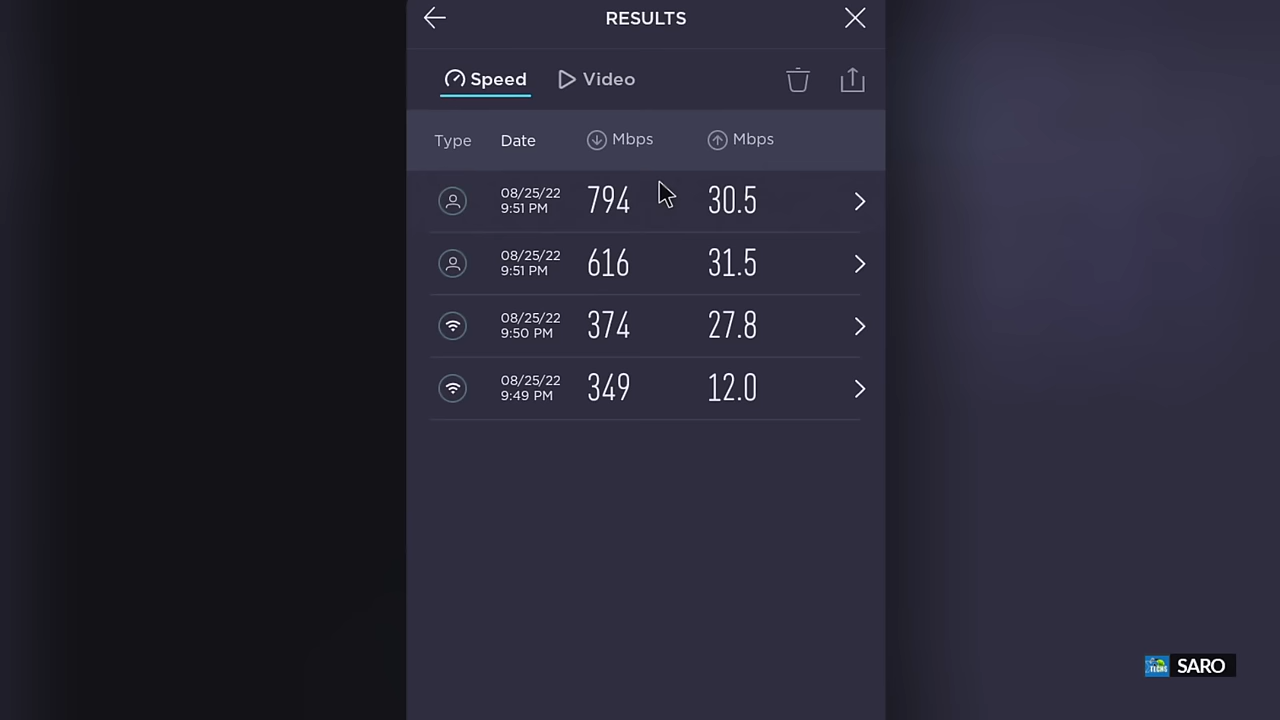 RESULTS
Speed
Video
Type Date Mbps Mbps
08/25/22
9:51 PM
794 30.5
08/25/22
9:51 PM
616 31.5
08/25/22
9:50 PM
374 27.8
08/25/22
9:49 PM
349 12.0
TECHS
SARO